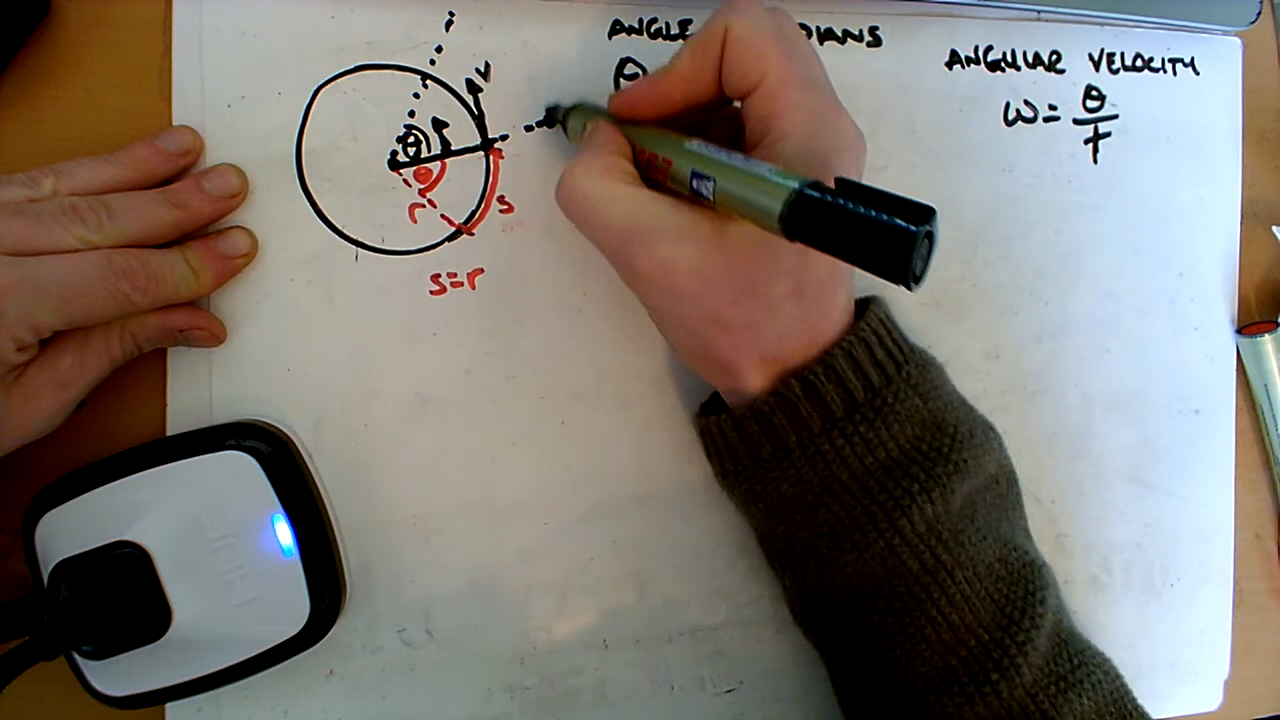 ANGLE
ANGULAR VELOCITY
θ
ω = θ/t
v
θ
r
s
s=r